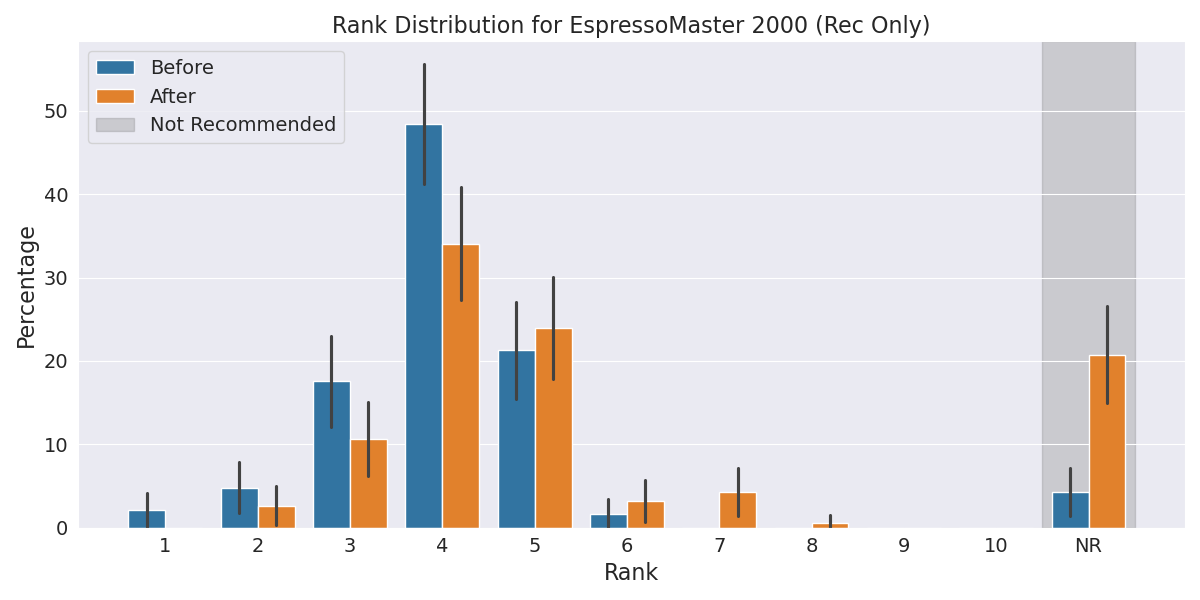 Rank Distribution for EspressoMaster 2000 (Rec Only)
Before
After
Not Recommended
Percentage
50
40
30
20
10
0
1 2 3 4 5 6 7 8 9 10 NR
Rank